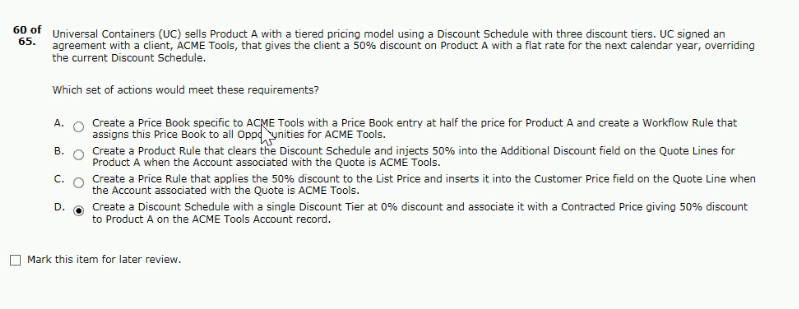 60 of
65.
Universal Containers (UC) sells Product A with a tiered pricing model using a Discount Schedule with three discount tiers. UC signed an
agreement with a client, ACME Tools, that gives the client a 50% discount on Product A with a flat rate for the next calendar year, overriding
the current Discount Schedule.
Which set of actions would meet these requirements?
A. Create a Price Book specific to ACME Tools with a Price Book entry at half the price for Product A and create a Workflow Rule that
assigns this Price Book to all Opportunities for ACME Tools.
B. Create a Product Rule that clears the Discount Schedule and injects 50% into the Additional Discount field on the Quote Lines for
Product A when the Account associated with the Quote is ACME Tools.
C. Create a Price Rule that applies the 50% discount to the List Price and inserts it into the Customer Price field on the Quote Line when
the Account associated with the Quote is ACME Tools.
D. Create a Discount Schedule with a single Discount Tier at 0% discount and associate it with a Contracted Price giving 50% discount
to Product A on the ACME Tools Account record.
Mark this item for later review.